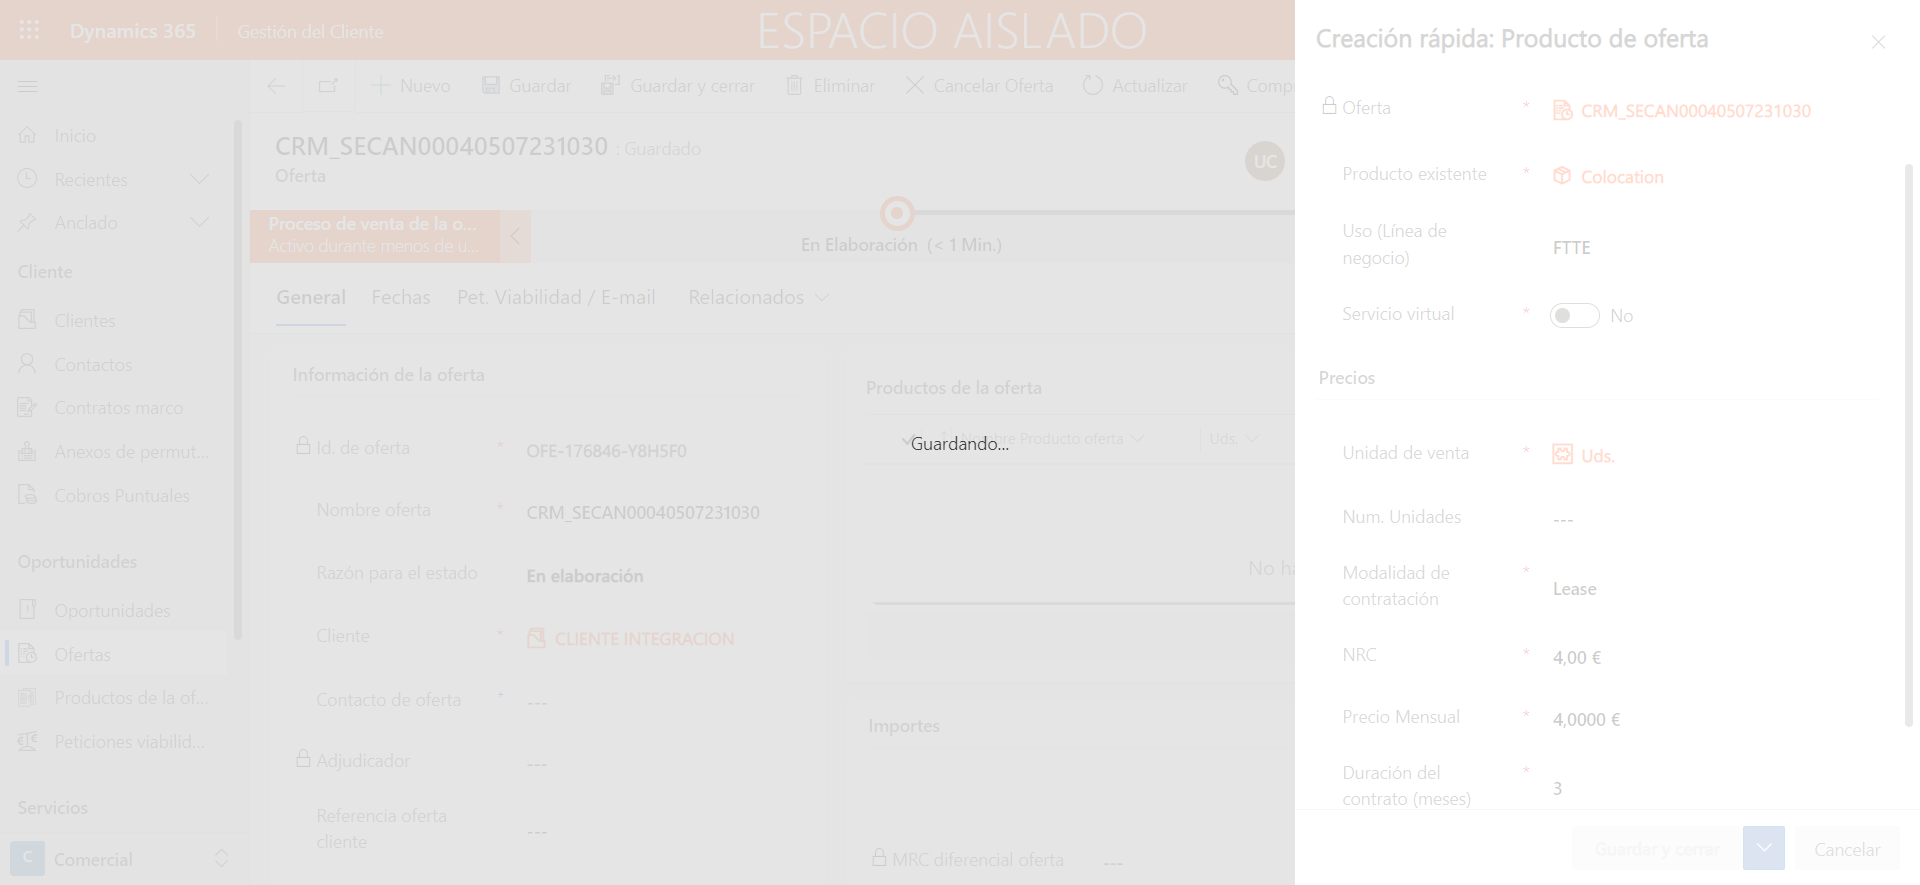 Dynamics 365
Gestión del Cliente
ESPACIO AISLADO
Nuevo
Guardar
Guardar y cerrar
Eliminar
Cancelar Oferta
Actualizar
Inicio
Recientes
Anclado
Cliente
Clientes
Contactos
Contratos marco
Anexos de permut...
Cobros Puntuales
Oportunidades
Oportunidades
Ofertas
Productos de la of...
Peticiones viabilid...
Servicios
C
Comercial
CRM_SECAN00040507231030 : Guardado
Oferta
UC
Proceso de venta de la o...
Activo durante menos de u...
En Elaboración (< 1 Min.)
General
Fechas
Pet. Viabilidad / E-mail
Relacionados
Información de la oferta
Id. de oferta * OFE-176846-Y8H5F0
Nombre oferta * CRM_SECAN00040507231030
Razón para el estado En elaboración
Cliente * CLIENTE INTEGRACION
Contacto de oferta * ---
Adjudicador ---
Referencia oferta
cliente ---
Productos de la oferta
Nombre Producto oferta
Uds.
Guardando...
No
Importes
MRC diferencial oferta ---
Creación rápida: Producto de oferta
Oferta * CRM_SECAN00040507231030
Producto existente * Colocation
Uso (Línea de
negocio) FTTE
Servicio virtual * No
Precios
Unidad de venta * Uds.
Num. Unidades ---
Modalidad de
contratación * Lease
NRC * 4,00 €
Precio Mensual * 4,0000 €
Duración del
contrato (meses) * 3
Guardar y cerrar
Cancelar